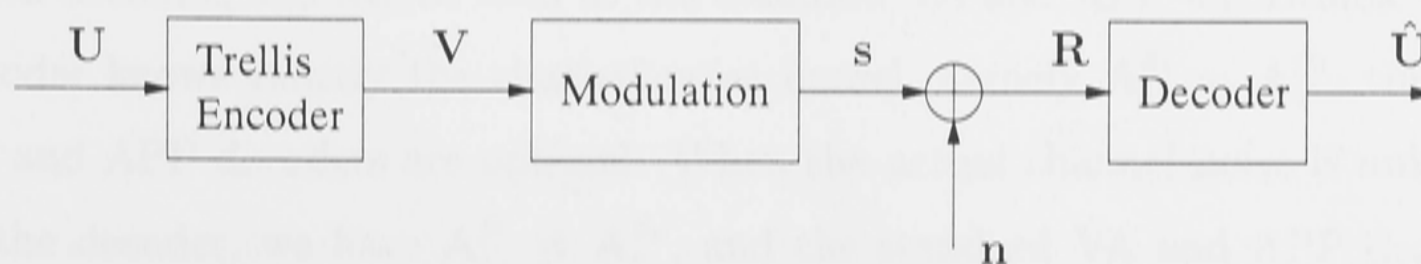 U
Trellis
Encoder
V
Modulation
s
n
R
Decoder
Û